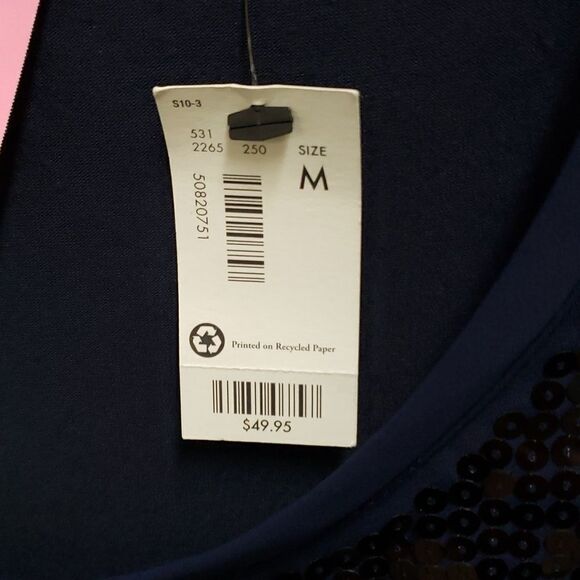 S10-3
531
2265 250 SIZE
M
50820751
Printed on Recycled Paper
$49.95